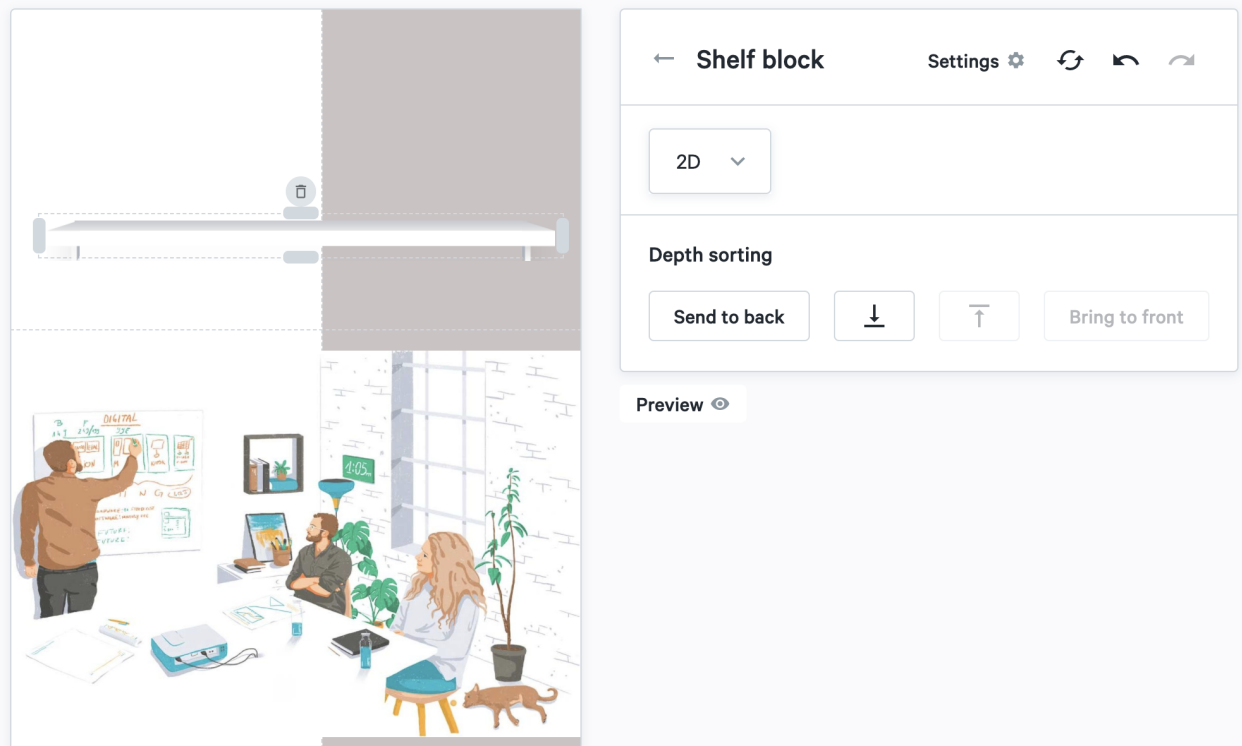 Shelf block
Settings
2D
Depth sorting
Send to back
Bring to front
Preview
DIGITAL
1:05